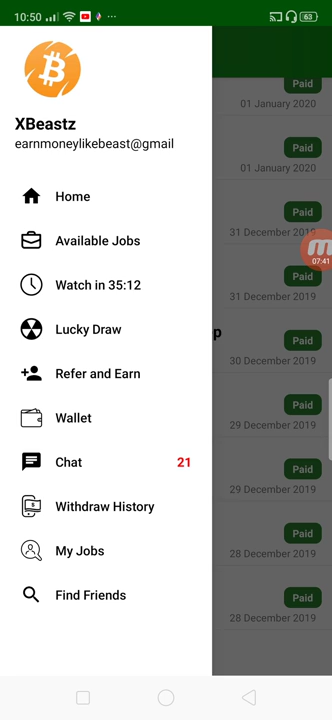 10:50
63
XBeastz
earnmoneylikebeast@gmail
Home
Available Jobs
Watch in 35:12
Lucky Draw
Refer and Earn
Wallet
Chat 21
Withdraw History
My Jobs
Find Friends
Paid
01 January 2020
Paid
01 January 2020
Paid
31 December 2019
07:41
Paid
31 December 2019
p
Paid
30 December 2019
Paid
29 December 2019
Paid
29 December 2019
Paid
28 December 2019
Paid
28 December 2019